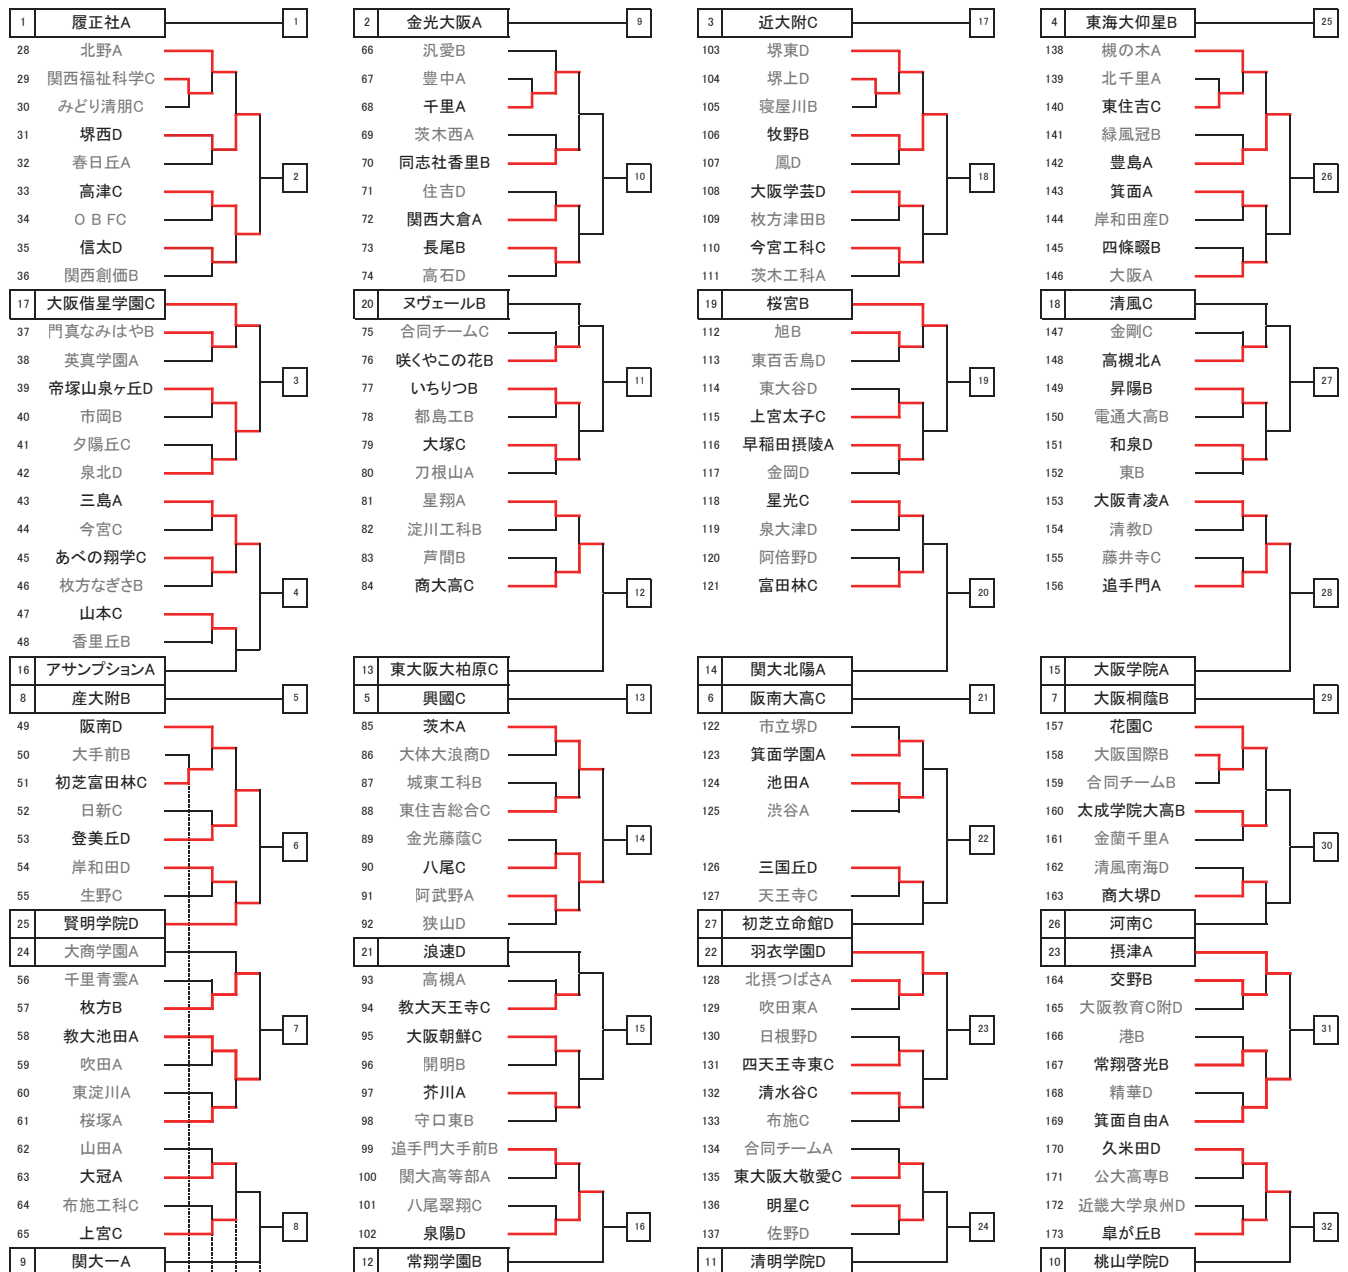 1 履正社A 1
28 北野A
29 関西福祉科学C
30 みどり清朋C
31 堺西D
32 春日丘A
2
33 高津C
34 OBFC
35 信太D
36 関西創価B
17 大阪偕星学園C
37 門真なみはやB
38 英真学園A
39 帝塚山泉ヶ丘D
3
40 市岡B
41 夕陽丘C
42 泉北D
43 三島A
44 今宮C
45 あべの翔学C
46 枚方なぎさB
4
47 山本C
48 香里丘B
16 アサンプションA
8 産大附B 5
49 阪南D
50 大手前B
51 初芝富田林C
52 日新C
53 登美丘D
6
54 岸和田D
55 生野C
25 賢明学院D
24 大商学園A
56 千里青雲A
57 枚方B
58 教大池田A
7
59 吹田A
60 東淀川A
61 桜塚A
62 山田A
63 大冠A
64 布施工科C
8
65 上宮C
9 関大一A
2 金光大阪A 9
66 汎愛B
67 豊中A
68 千里A
69 茨木西A
70 同志社香里B
10
71 住吉D
72 関西大倉A
73 長尾B
74 高石D
20 ヌヴェールB
75 合同チームC
76 咲くやこの花B
77 いちりつB
11
78 都島工B
79 大塚C
80 刀根山A
81 星翔A
82 淀川工科B
83 芦間B
84 商大高C
12
13 東大阪大柏原C
5 興國C 13
85 茨木A
86 大体大浪商D
87 城東工科B
88 東住吉総合C
89 金光藤蔭C
14
90 八尾C
91 阿武野A
92 狭山D
21 浪速D
93 高槻A
94 教大天王寺C
95 大阪朝鮮C
15
96 開明B
97 芥川A
98 守口東B
99 追手門大手前B
100 関大高等部A
101 八尾翠翔C
16
102 泉陽D
12 常翔学園B
3 近大附C 17
103 堺東D
104 堺上D
105 寝屋川B
106 牧野B
107 鳳D
18
108 大阪学芸D
109 枚方津田B
110 今宮工科C
111 茨木工科A
19 桜宮B
112 旭B
113 東百舌鳥D
114 東大谷D
19
115 上宮太子C
116 早稲田摂陵A
117 金岡D
118 星光C
119 泉大津D
120 阿倍野D
121 富田林C
20
14 関大北陽A
6 阪南大高C 21
122 市立堺D
123 箕面学園A
124 池田A
125 渋谷A
22
126 三国丘D
127 天王寺C
27 初芝立命館D
22 羽衣学園D
128 北摂つばさA
129 吹田東A
130 日根野D
23
131 四天王寺東C
132 清水谷C
133 布施C
134 合同チームA
135 東大阪大敬愛C
136 明星C
24
137 佐野D
11 清明学院D
4 東海大仰星B 25
138 槻の木A
139 北千里A
140 東住吉C
141 緑風冠B
142 豊島A
26
143 箕面A
144 岸和田産D
145 四條畷B
146 大阪A
18 清風C
147 金剛C
148 高槻北A
149 昇陽B
27
150 電通大高B
151 和泉D
152 東B
153 大阪青凌A
154 清教D
155 藤井寺C
156 追手門A
28
15 大阪学院A
7 大阪桐蔭B 29
157 花園C
158 大阪国際B
159 合同チームB
160 太成学院大高B
161 金蘭千里A
30
162 清風南海D
163 商大堺D
26 河南C
23 摂津A
164 交野B
165 大阪教育C附D
166 港B
31
167 常翔啓光B
168 精華D
169 箕面自由A
170 久米田D
171 公大高専B
172 近畿大学泉州D
32
173 皐が丘B
10 桃山学院D